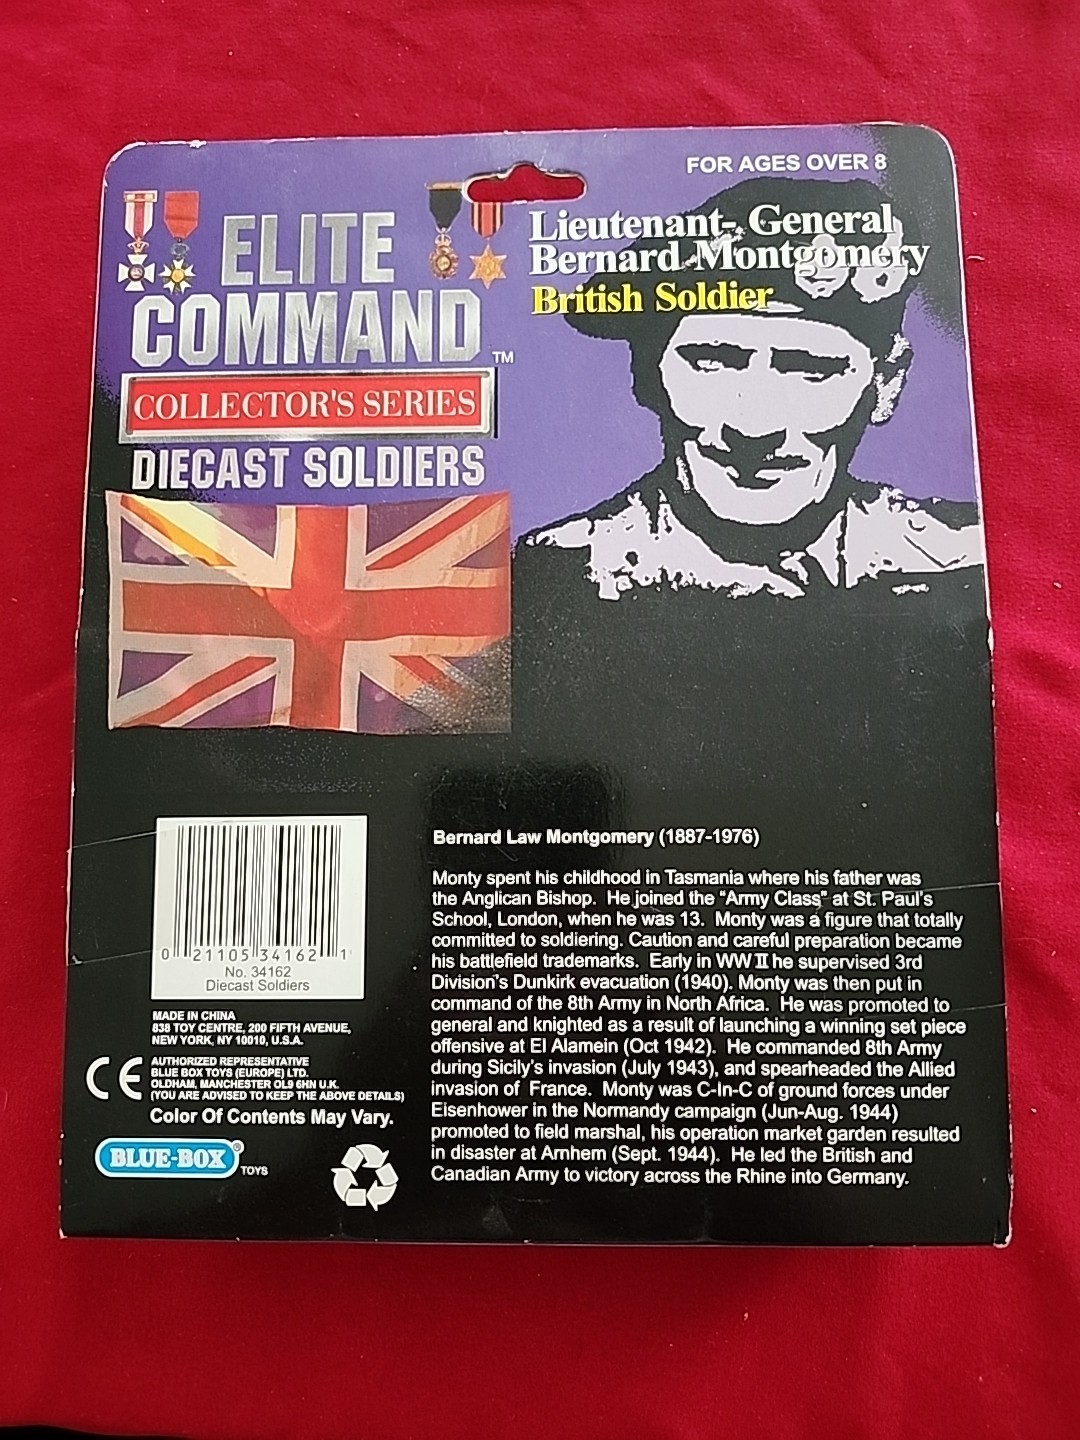 FOR AGES OVER 8
ELITE
COMMAND TM
COLLECTOR'S SERIES
DIECAST SOLDIERS
Lieutenant- General
Bernard Montgomery
British Soldier
Bernard Law Montgomery (1887-1976)
Monty spent his childhood in Tasmania where his father was
the Anglican Bishop. He joined the "Army Class" at St. Paul's
School, London, when he was 13. Monty was a figure that totally
committed to soldiering. Caution and careful preparation became
his battlefield trademarks. Early in WW II he supervised 3rd
Division's Dunkirk evacuation (1940). Monty was then put in
command of the 8th Army in North Africa. He was promoted to
general and knighted as a result of launching a winning set piece
offensive at El Alamein (Oct 1942). He commanded 8th Army
during Sicily's invasion (July 1943), and spearheaded the Allied
invasion of France. Monty was C-In-C of ground forces under
Eisenhower in the Normandy campaign (Jun-Aug. 1944)
promoted to field marshal, his operation market garden resulted
in disaster at Arnhem (Sept. 1944). He led the British and
Canadian Army to victory across the Rhine into Germany.
0 21105 34162 1
No. 34162
Diecast Soldiers
MADE IN CHINA
838 TOY CENTRE, 200 FIFTH AVENUE,
NEW YORK, NY 10010, U.S.A.
CE
AUTHORIZED REPRESENTATIVE
BLUE BOX TOYS (EUROPE) LTD.
OLDHAM, MANCHESTER OL9 6HN U.K.
(YOU ARE ADVISED TO KEEP THE ABOVE DETAILS)
Color Of Contents May Vary.
BLUE-BOX ® TOYS